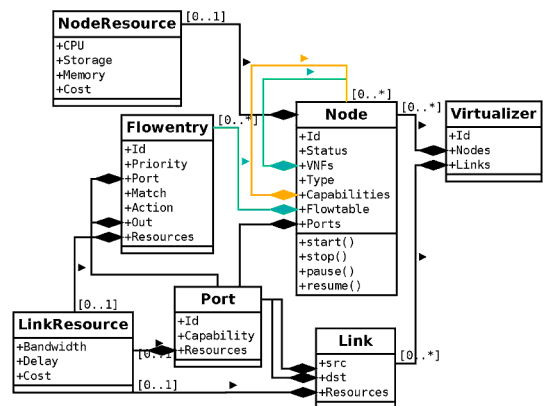 NodeResource
+CPU
+Storage
+Memory
+Cost
[0..1]
Flowentry
+Id
+Priority
+Port
+Match
+Action
+Out
+Resources
[0..*]
[0..*]
Node
+Id
+Status
+VNFs
+Type
+Capabilities
+Flowtable
+Ports
+start()
+stop()
+pause()
+resume()
[0..*]
Virtualizer
+Id
+Nodes
+Links
[0..1]
LinkResource
+Bandwidth
+Delay
+Cost
Port
+Id
+Capability
+Resources
[0..1]
[0..1]
Link
+src
+dst
+Resources
[0..*]